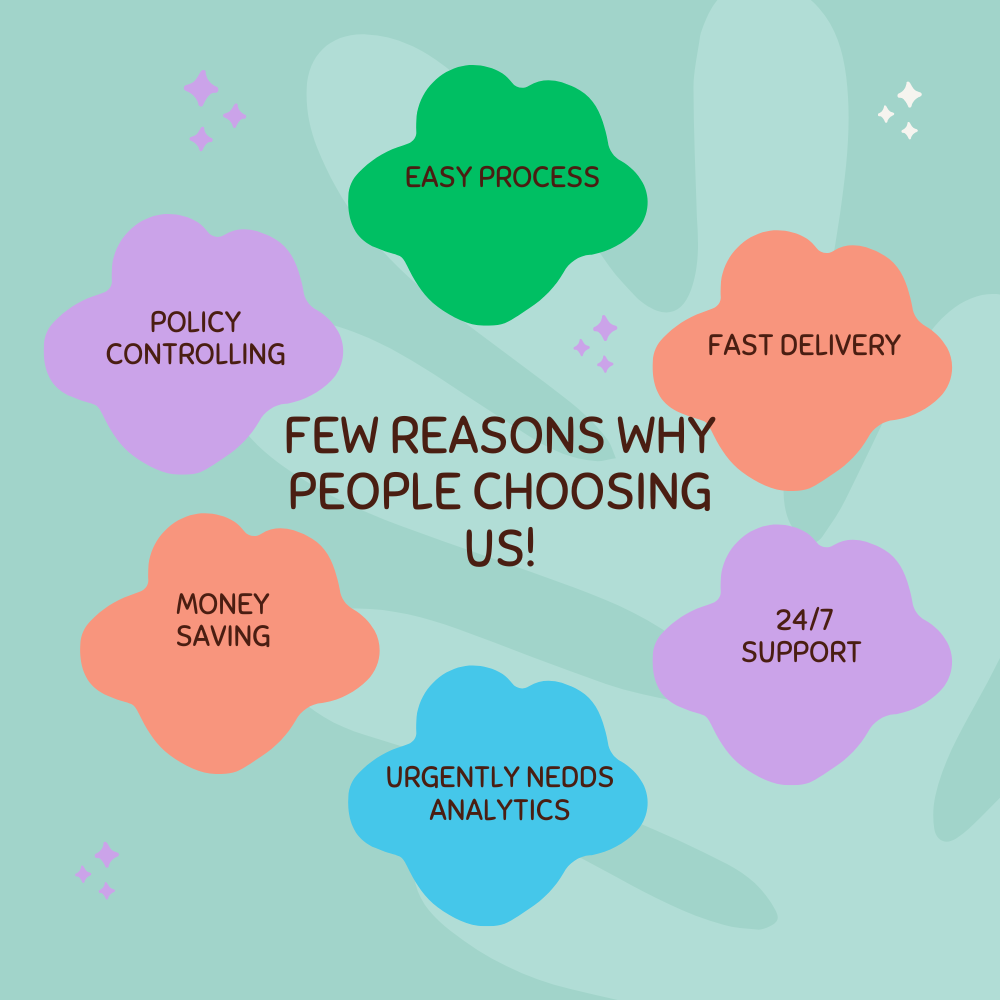 EASY PROCESS
POLICY
CONTROLLING
FAST DELIVERY
FEW REASONS WHY
PEOPLE CHOOSING
US!
MONEY
SAVING
24/7
SUPPORT
URGENTLY NEDDS
ANALYTICS